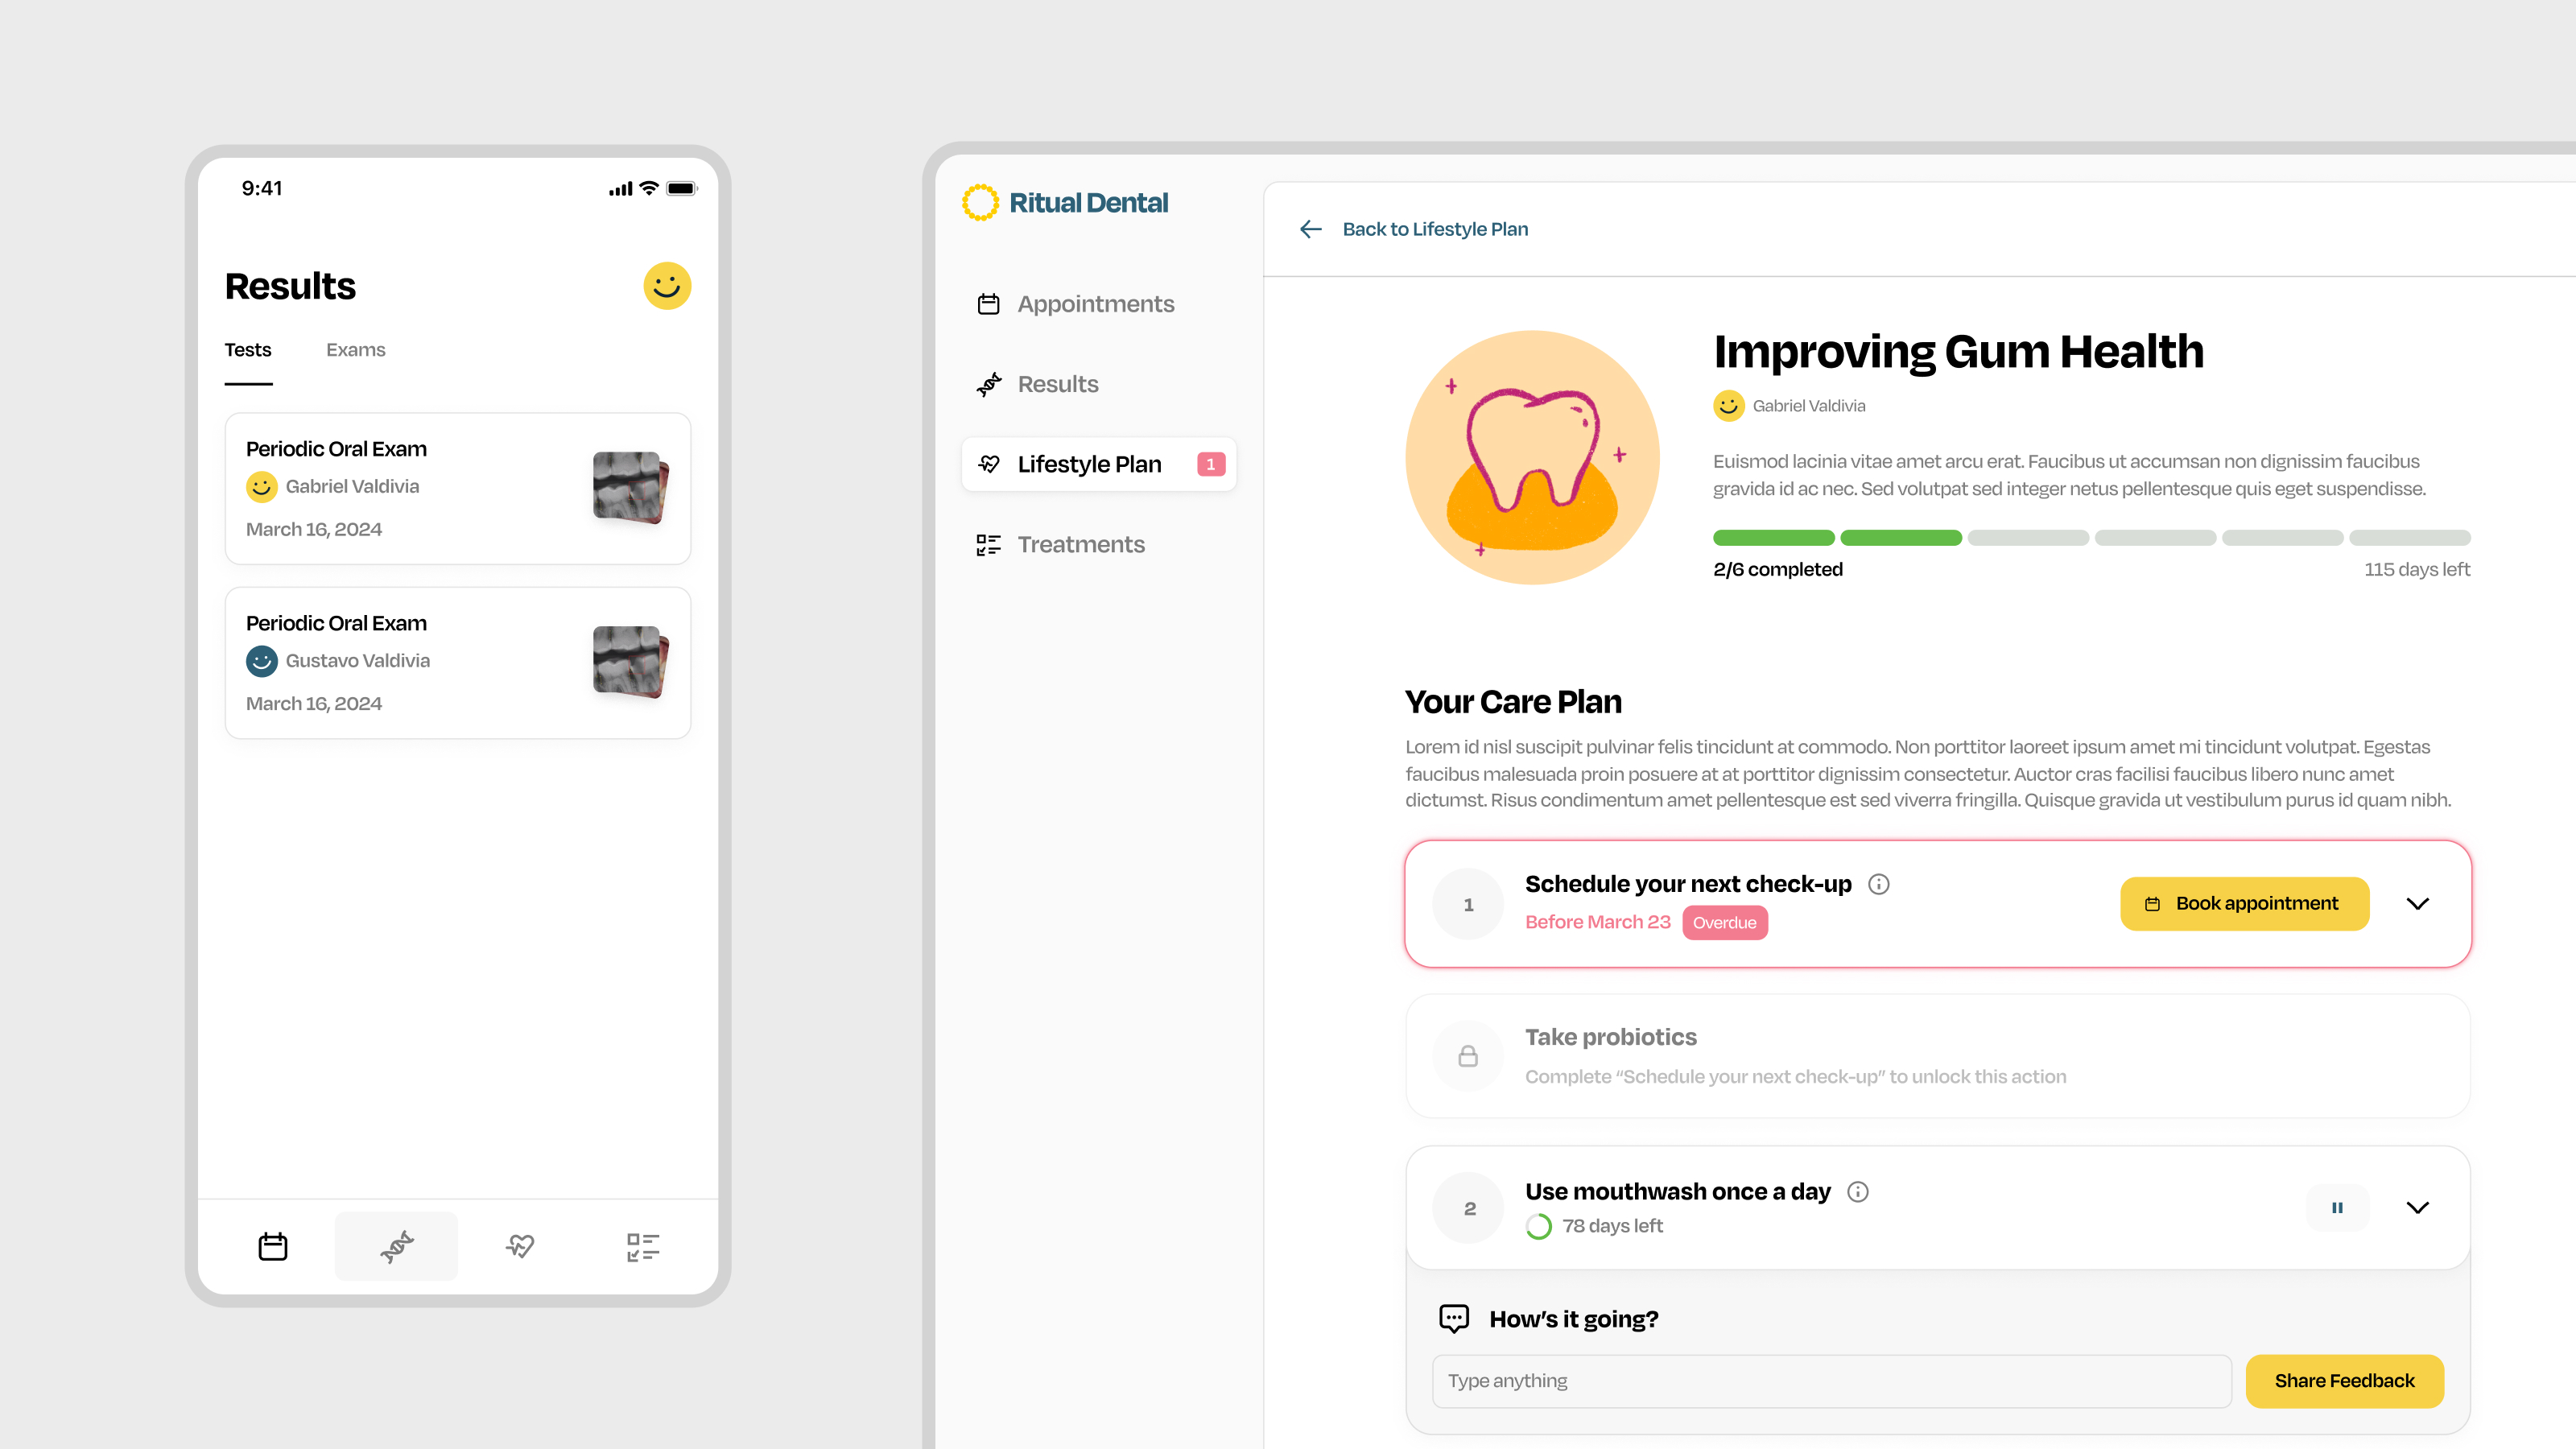 9:41
Results
Tests
Exams
Periodic Oral Exam
Gabriel Valdivia
March 16, 2024
Periodic Oral Exam
Gustavo Valdivia
March 16, 2024
Ritual Dental
Appointments
Results
Lifestyle Plan
1
Treatments
Back to Lifestyle Plan
Improving Gum Health
Gabriel Valdivia
Euismod lacinia vitae amet arcu erat. Faucibus ut accumsan non dignissim faucibus
gravida id ac nec. Sed volutpat sed integer netus pellentesque quis eget suspendisse.
2/6 completed
115 days left
Your Care Plan
Lorem id nisl suscipit pulvinar felis tincidunt at commodo. Non porttitor laoreet ipsum amet mi tincidunt volutpat. Egestas
faucibus malesuada proin posuere at at porttitor dignissim consectetur. Auctor cras facilisi faucibus libero nunc amet
dictumst. Risus condimentum amet pellentesque est sed viverra fringilla. Quisque gravida ut vestibulum purus id quam nibh.
1
Schedule your next check-up
Before March 23
Overdue
Book appointment
Take probiotics
Complete “Schedule your next check-up” to unlock this action
2
Use mouthwash once a day
78 days left
How’s it going?
Type anything
Share Feedback